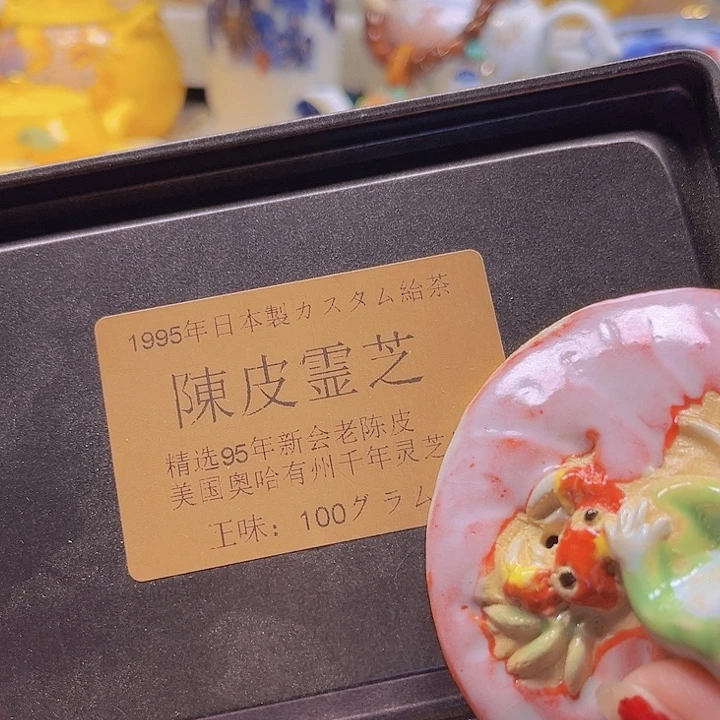 1995年日本製カスタム給茶
陳皮霊芝
精选95年新会老陈皮
美国奥哈有州千年灵芝
王味：100グラム